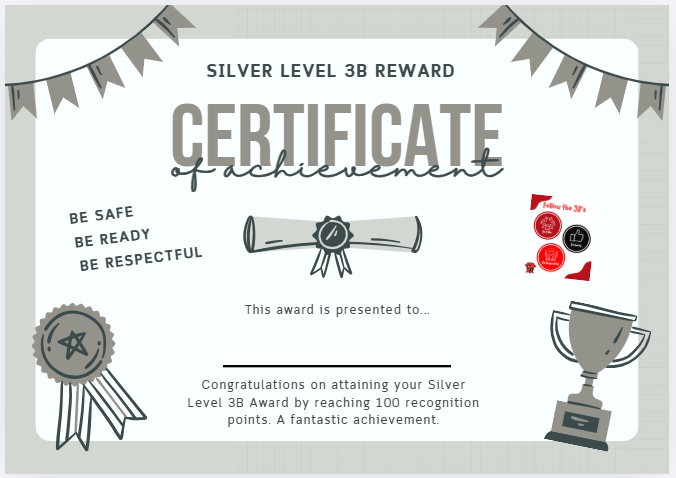 SILVER LEVEL 3B REWARD
CERTIFICATE
of achievement
BE SAFE
BE READY
BE RESPECTFUL
Follow the 3B's
This award is presented to...
Congratulations on attaining your Silver
Level 3B Award by reaching 100 recognition
points. A fantastic achievement.